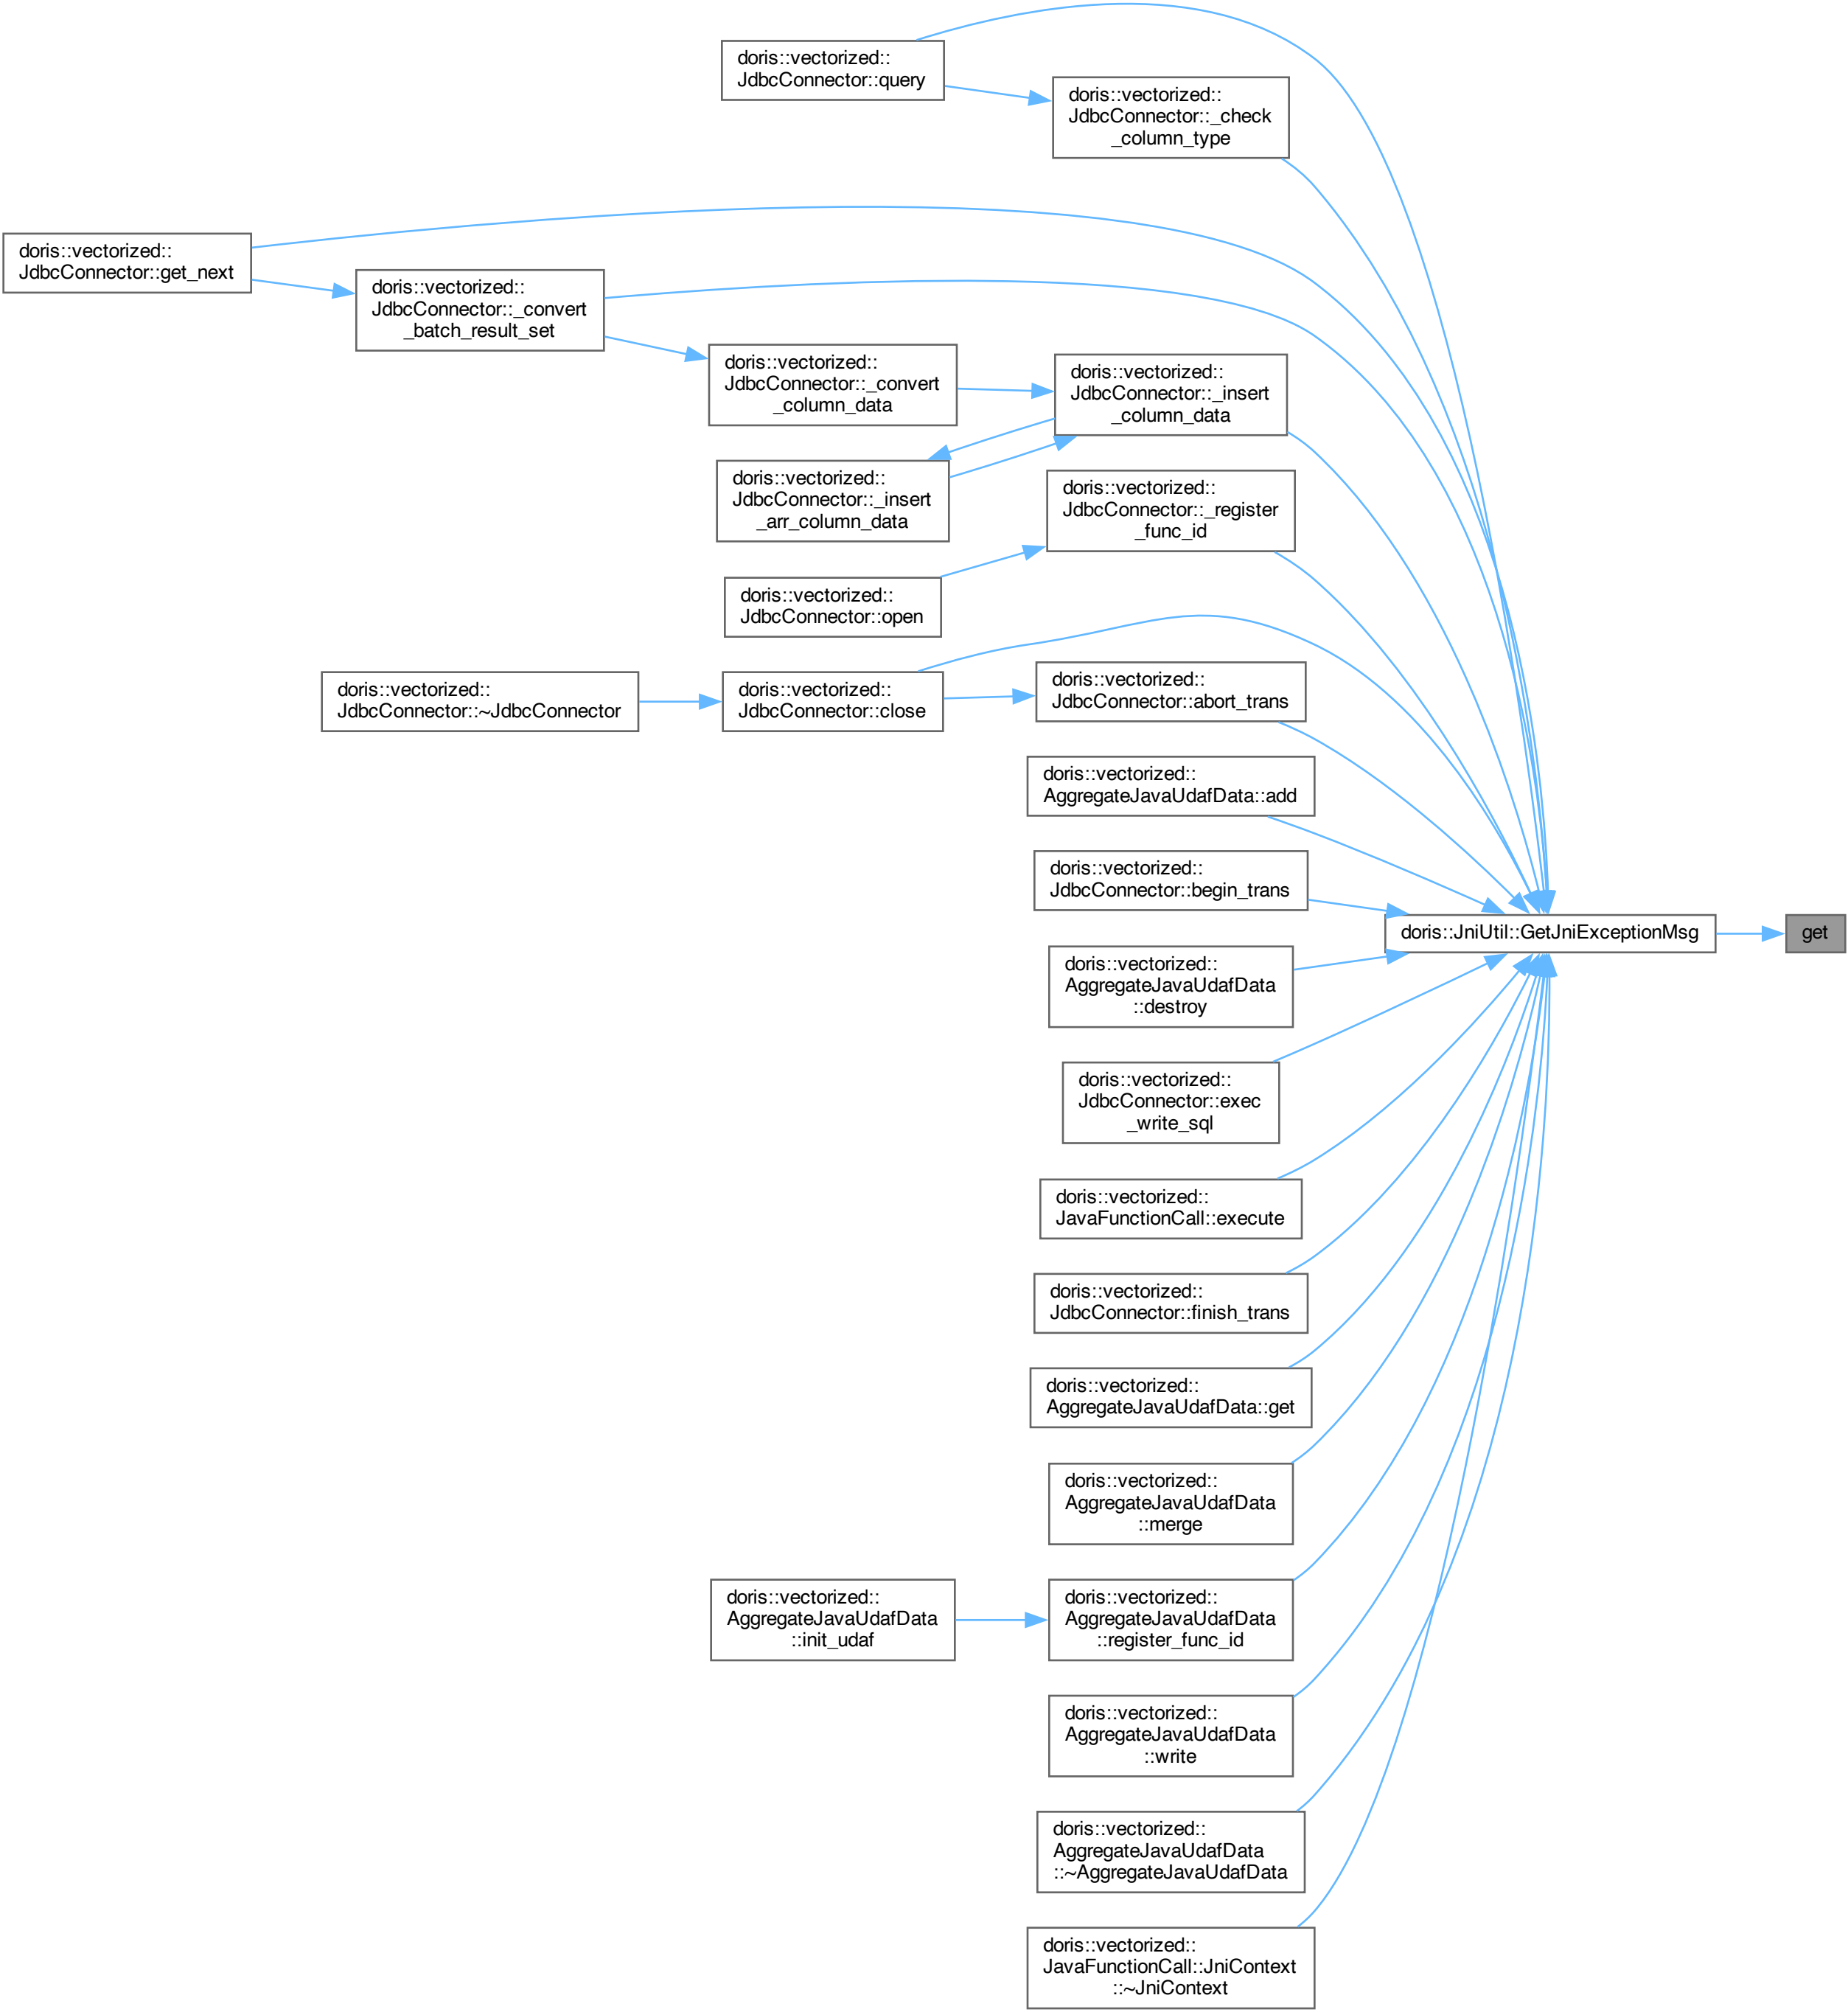 doris::vectorized::
JdbcConnector::query
doris::vectorized::
JdbcConnector::_check
_column_type
doris::vectorized::
JdbcConnector::get_next
doris::vectorized::
JdbcConnector::_convert
_batch_result_set
doris::vectorized::
JdbcConnector::_convert
_column_data
doris::vectorized::
JdbcConnector::_insert
_column_data
doris::vectorized::
JdbcConnector::_insert
_arr_column_data
doris::vectorized::
JdbcConnector::_register
_func_id
doris::vectorized::
JdbcConnector::open
doris::vectorized::
JdbcConnector::~JdbcConnector
doris::vectorized::
JdbcConnector::close
doris::vectorized::
JdbcConnector::abort_trans
doris::vectorized::
AggregateJavaUdafData::add
doris::vectorized::
JdbcConnector::begin_trans
doris::JniUtil::GetJniExceptionMsg
get
doris::vectorized::
AggregateJavaUdafData
::destroy
doris::vectorized::
JdbcConnector::exec
_write_sql
doris::vectorized::
JavaFunctionCall::execute
doris::vectorized::
JdbcConnector::finish_trans
doris::vectorized::
AggregateJavaUdafData::get
doris::vectorized::
AggregateJavaUdafData
::merge
doris::vectorized::
AggregateJavaUdafData
::init_udaf
doris::vectorized::
AggregateJavaUdafData
::register_func_id
doris::vectorized::
AggregateJavaUdafData
::write
doris::vectorized::
AggregateJavaUdafData
::~AggregateJavaUdafData
doris::vectorized::
JavaFunctionCall::JniContext
::~JniContext